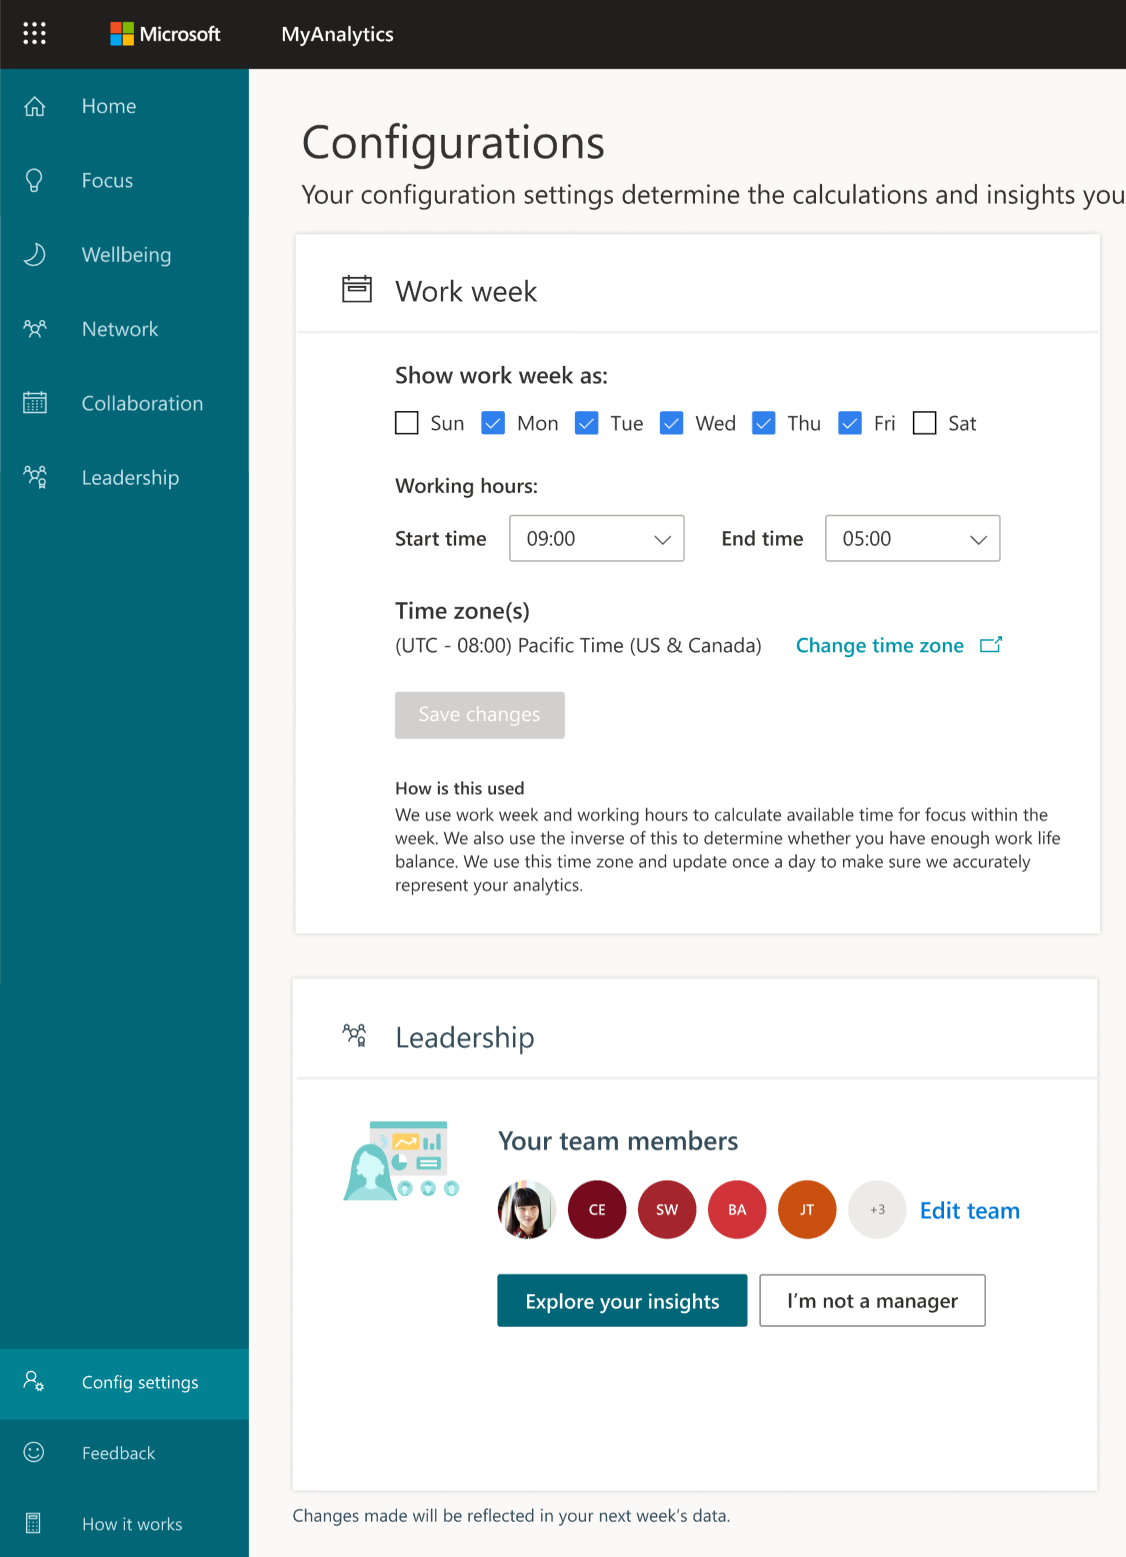 Microsoft
MyAnalytics
Home
Focus
Wellbeing
Network
Collaboration
Leadership
Config settings
Feedback
How it works
Configurations
Your configuration settings determine the calculations and insights you
Work week
Show work week as:
Sun Mon Tue Wed Thu Fri Sat
Working hours:
Start time 09:00 End time 05:00
Time zone(s)
(UTC - 08:00) Pacific Time (US & Canada) Change time zone
Save changes
How is this used
We use work week and working hours to calculate available time for focus within the
week. We also use the inverse of this to determine whether you have enough work life
balance. We use this time zone and update once a day to make sure we accurately
represent your analytics.
Leadership
Your team members
CE SW BA JT +3 Edit team
Explore your insights I’m not a manager
Changes made will be reflected in your next week’s data.